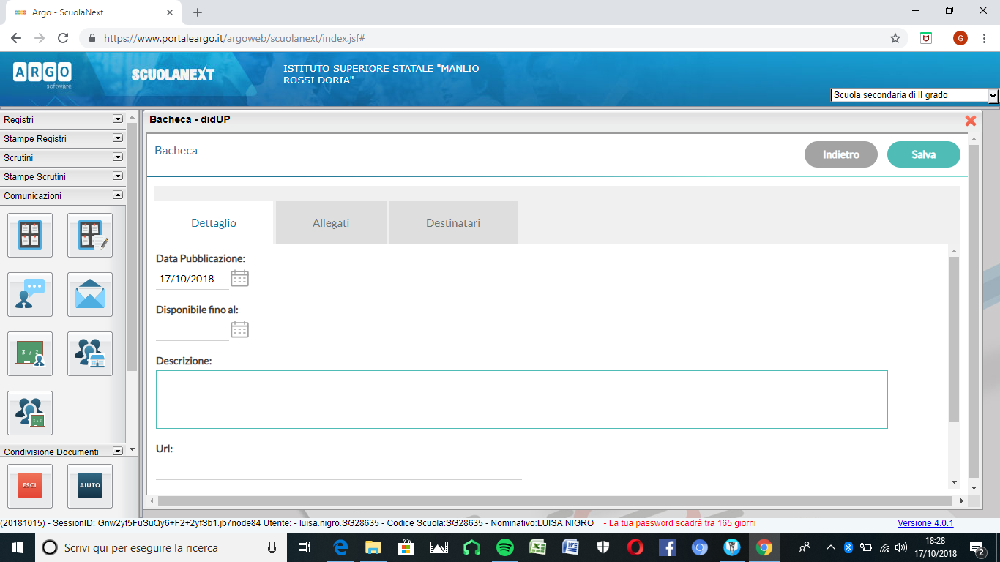 Argo - ScuolaNext
https://www.portaleargo.it/argoweb/scuolanext/index.jsf#
G
ARGO
software
SCUOLANEXT
ISTITUTO SUPERIORE STATALE "MANLIO
ROSSI DORIA"
Scuola secondaria di II grado
Registri
Stampe Registri
Scrutini
Stampe Scrutini
Comunicazioni
3 + 2
Condivisione Documenti
ESCI
AIUTO
Bacheca - didUP
Bacheca
Indietro
Salva
Dettaglio
Allegati
Destinatari
Data Pubblicazione:
17/10/2018
Disponibile fino al:
Descrizione:
Url:
(20181015) - SessionID: Gnw2yt5FuSuQy6+F2+2yfSb1.jb7node84 Utente: - luisa.nigro.SG28635 - Codice Scuola:SG28635 - Nominativo:LUISA NIGRO - La tua password scadrà tra 165 giorni
Versione 4.0.1
Scrivi qui per eseguire la ricerca
18:28
17/10/2018
2